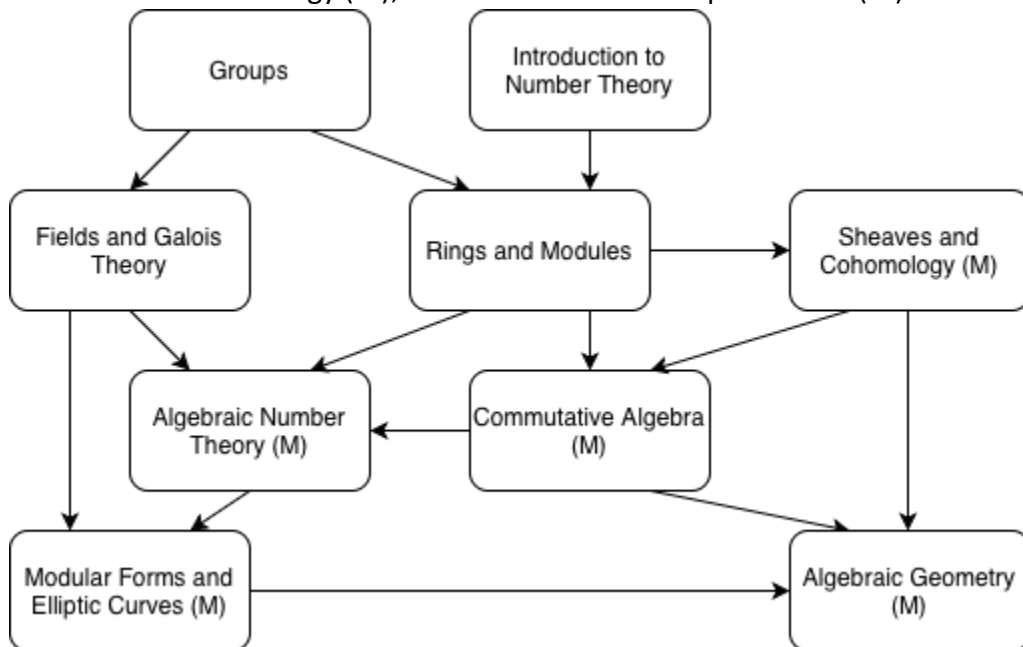 Groups
Introduction to
Number Theory
Fields and Galois
Theory
Rings and Modules
Sheaves and
Cohomology (M)
Algebraic Number
Theory (M)
Commutative Algebra
(M)
Modular Forms and
Elliptic Curves (M)
Algebraic Geometry
(M)